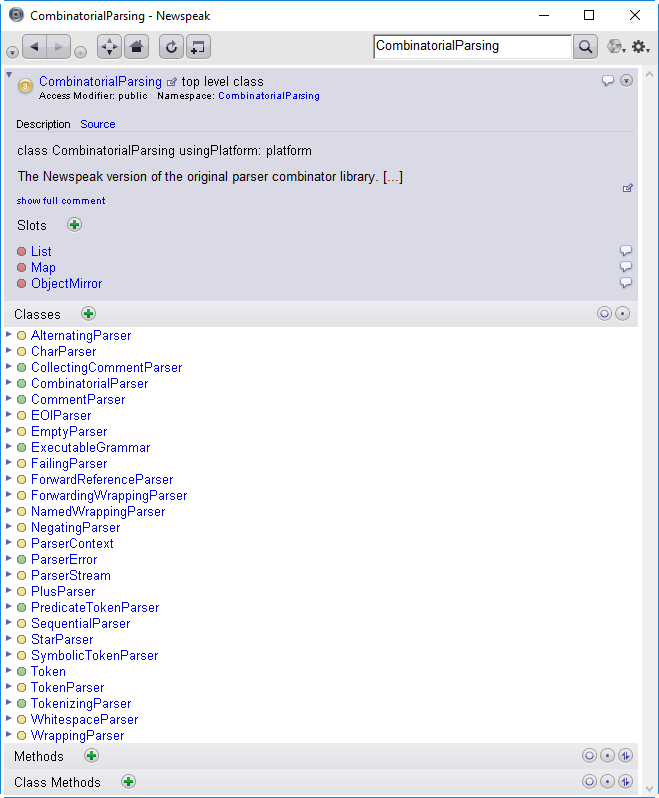 CombinatorialParsing - Newspeak
CombinatorialParsing
3 CombinatorialParsing top level class
Access Modifier: public Namespace: CombinatorialParsing
Description Source
class CombinatorialParsing usingPlatform: platform
The Newspeak version of the original parser combinator library. [...]
show full comment
Slots
List
Map
ObjectMirror
Classes
AlternatingParser
CharParser
CollectingCommentParser
CombinatorialParser
CommentParser
EOIParser
EmptyParser
ExecutableGrammar
FailingParser
ForwardReferenceParser
ForwardingWrappingParser
NamedWrappingParser
NegatingParser
ParserContext
ParserError
ParserStream
PlusParser
PredicateTokenParser
SequentialParser
StarParser
SymbolicTokenParser
Token
TokenParser
TokenizingParser
WhitespaceParser
WrappingParser
Methods
Class Methods